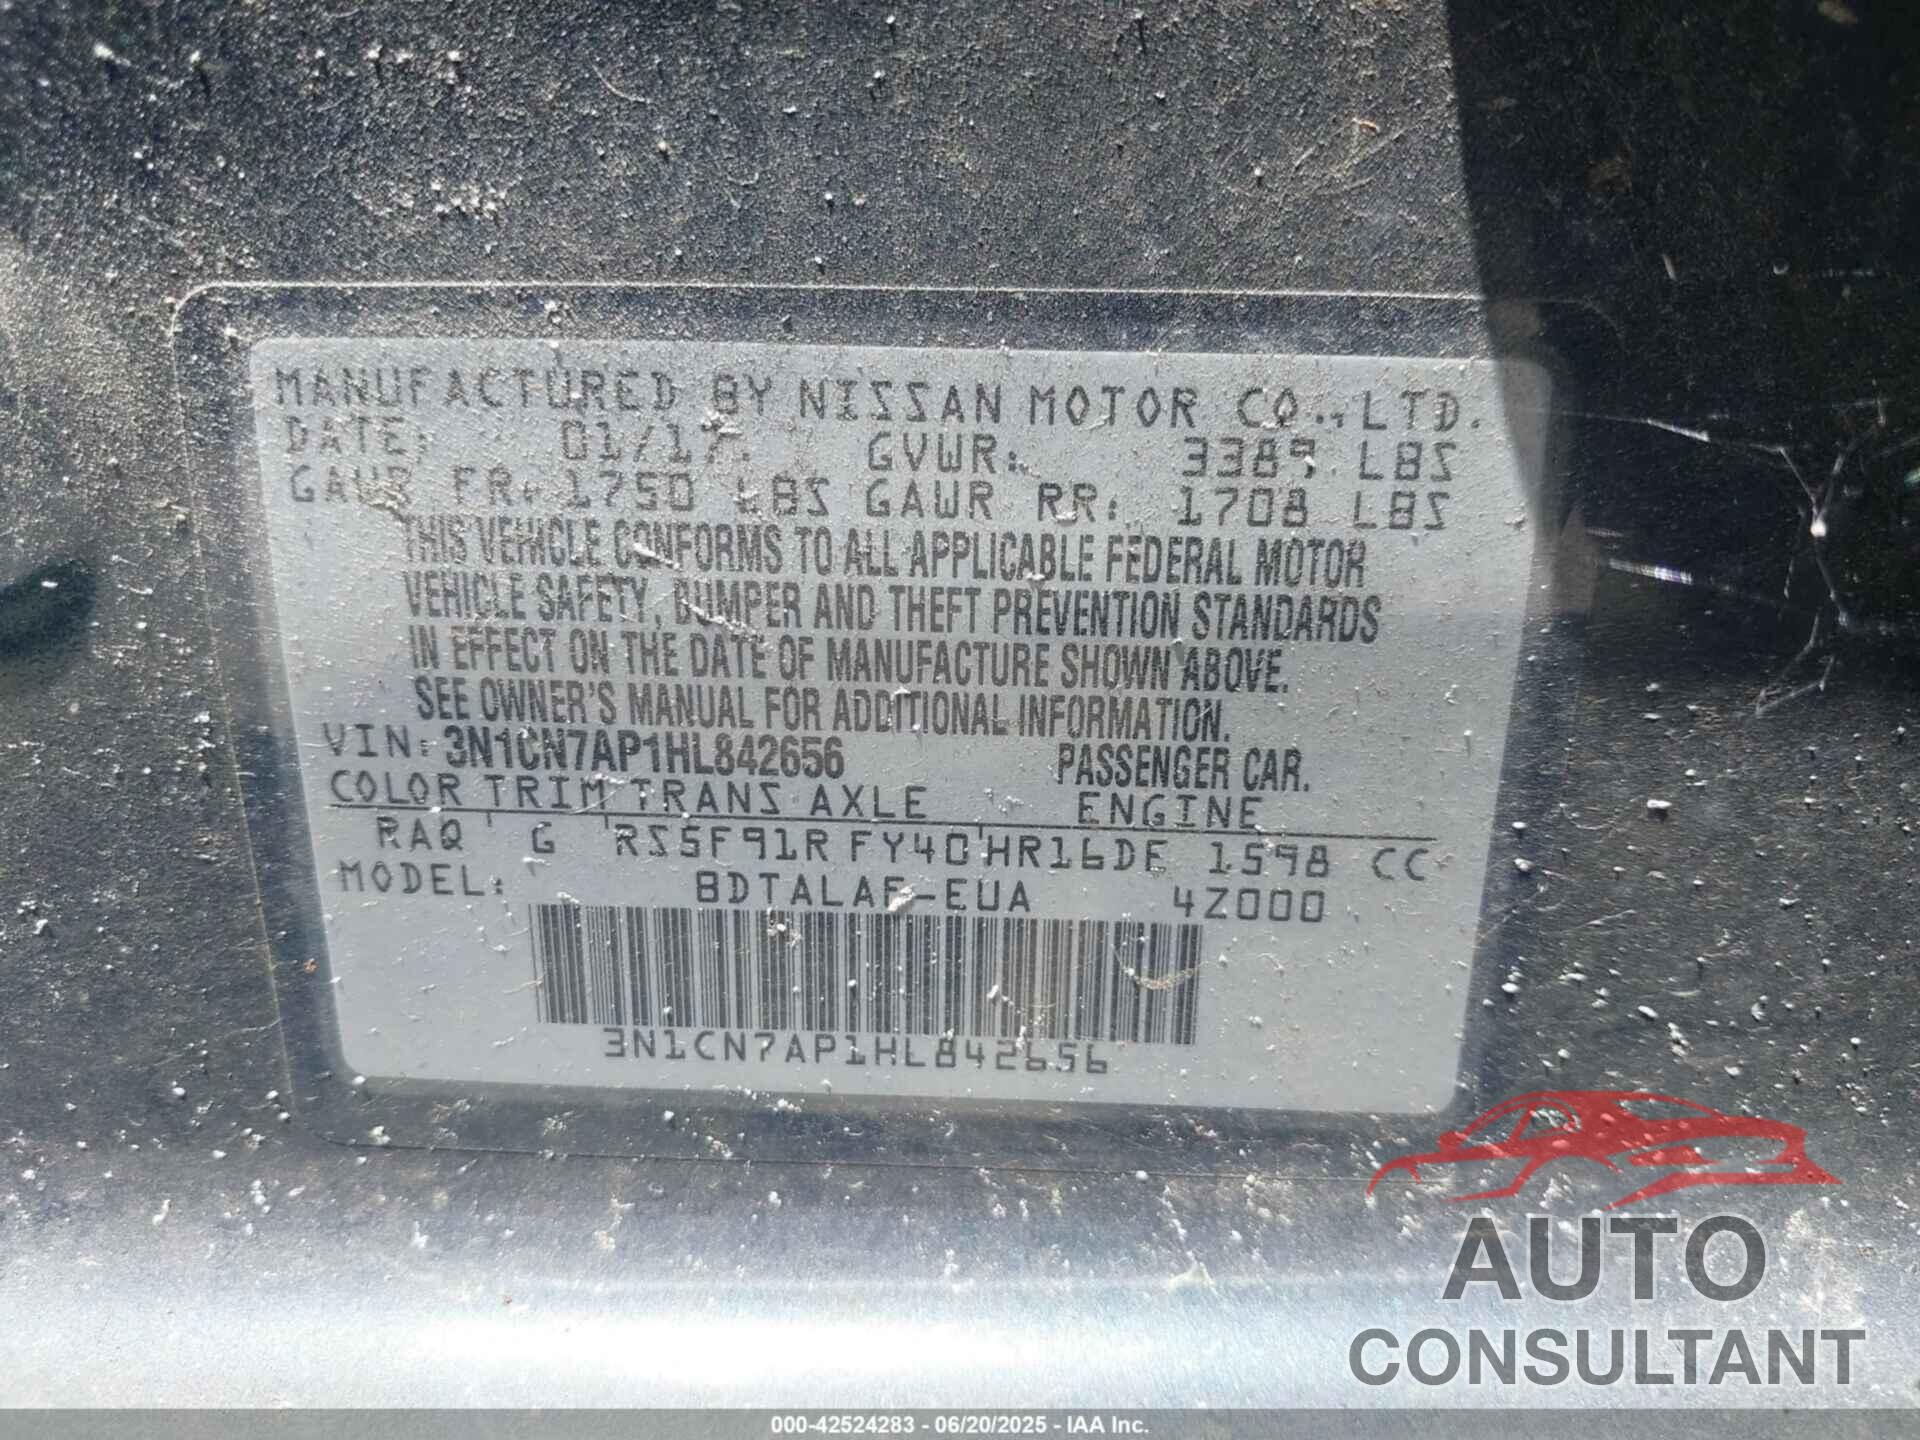 MANUFACTURED BY NISSAN MOTOR CO., LTD.
DATE: 01/17 GVWR: 3389 LBS
GAWR FR: 1750 LBS GAWR RR: 1708 LBS
THIS VEHICLE CONFORMS TO ALL APPLICABLE FEDERAL MOTOR
VEHICLE SAFETY, BUMPER AND THEFT PREVENTION STANDARDS
IN EFFECT ON THE DATE OF MANUFACTURE SHOWN ABOVE.
SEE OWNER'S MANUAL FOR ADDITIONAL INFORMATION.
VIN: 3N1CN7AP1HL842656 PASSENGER CAR.
COLOR TRIM TRANS AXLE ENGINE
RAQ G RS5F91R FY40 HR16DE 1598 CC
MODEL: BDTALAF-EUA 4Z000
3N1CN7AP1HL842656
AUTO
CONSULTANT
000-42524283 - 06/20/2025 - IAA Inc.